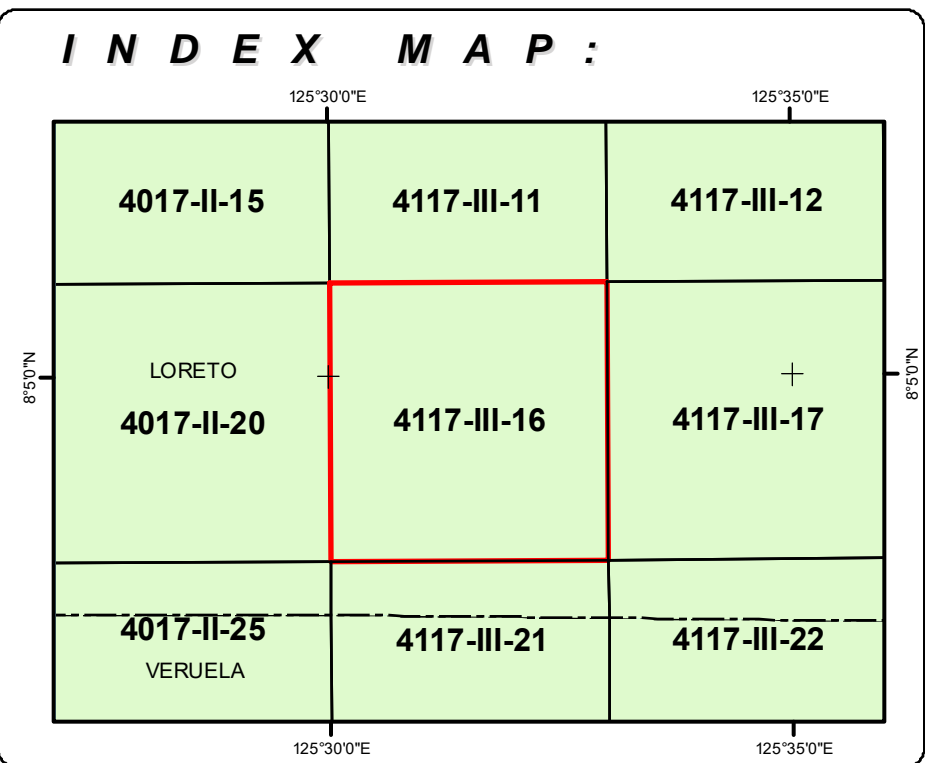 INDEX MAP:
125°30'0"E 125°35'0"E
4017-II-15 4117-III-11 4117-III-12
8°5'0"N LORETO 8°5'0"N
4017-II-20 4117-III-16 4117-III-17
4017-II-25 4117-III-21 4117-III-22
VERUELA
125°30'0"E 125°35'0"E